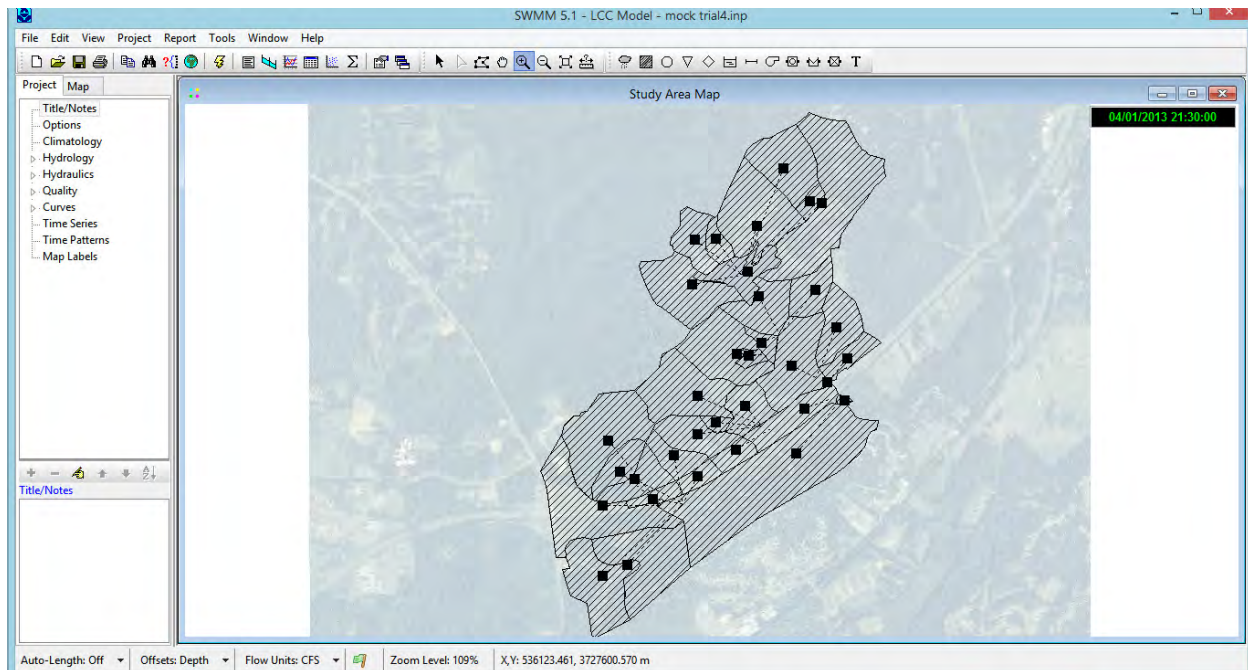 SWMM 5.1 - LCC Model - mock trial4.inp
File Edit View Project Report Tools Window Help
Project Map
Study Area Map
04/01/2013 21:30:00
Title/Notes
Options
Climatology
Hydrology
Hydraulics
Quality
Curves
Time Series
Time Patterns
Map Labels
Title/Notes
Auto-Length: Off Offsets: Depth Flow Units: CFS Zoom Level: 109% X,Y: 536123.461, 3727600.570 m